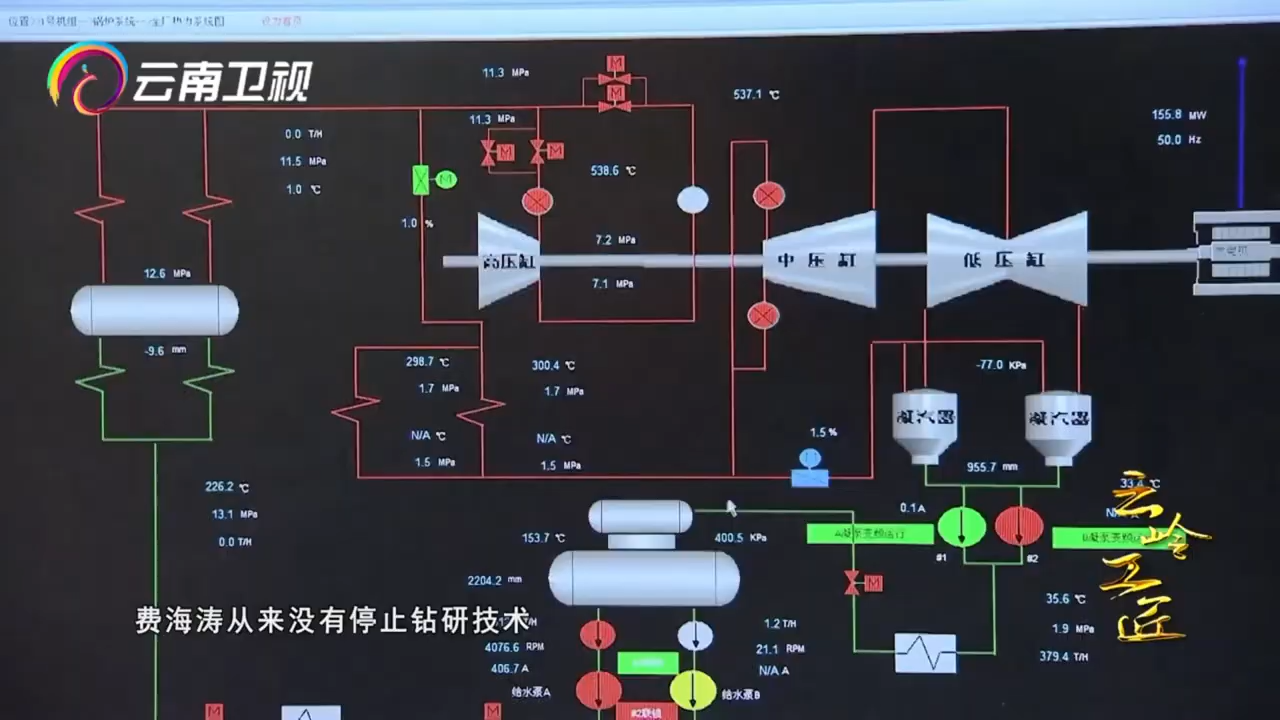 云南卫视
11.3 MPa
537.1 ℃
155.8 MW
50.0 Hz
11.3 MPa
0.0 T/H
11.5 MPa
1.0 ℃
538.6 ℃
1.0 %
7.2 MPa
7.1 MPa
高压缸
中压缸
低压缸
12.6 MPa
-9.6 mm
298.7 ℃
1.7 MPa
300.4 ℃
1.7 MPa
-77.0 KPa
凝汽器
凝汽器
N/A ℃
1.5 MPa
N/A ℃
1.5 MPa
1.5 %
955.7 mm
226.2 ℃
13.1 MPa
0.0 T/H
153.7 ℃
400.5 KPa
0.1 A
#1
#2
2204.2 mm
云岭工匠
35.6 ℃
1.9 MPa
379.4 T/H
费海涛从来没有停止钻研技术
4076.6 RPM
406.7 A
1.2 T/H
21.1 RPM
N/A A
给水泵A
给水泵B
#2联锁